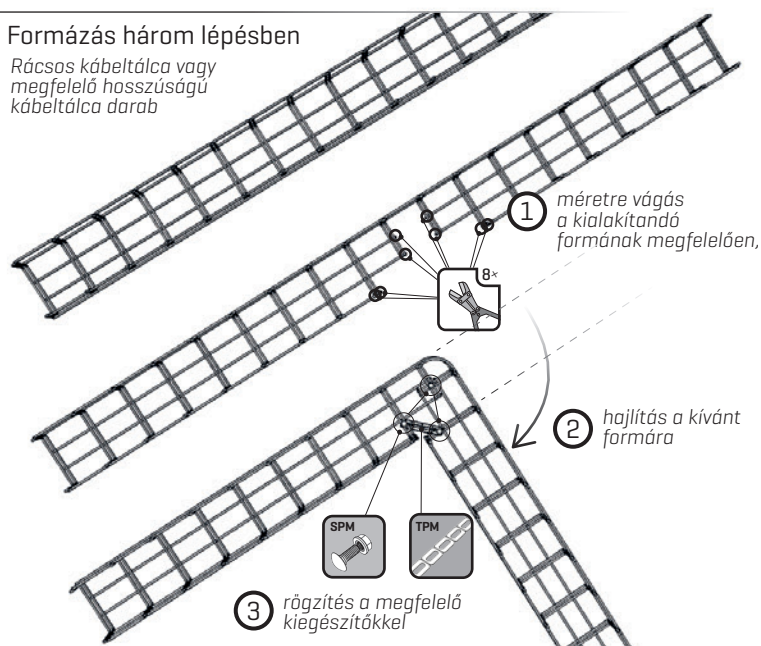 Formázás három lépésben
Rácsos kábeltálca vagy
megfelelő hosszúságú
kábeltálca darab
1
méretre vágás
a kialakítandó
formának megfelelően,
8×
2
hajlítás a kívánt
formára
SPM
TPM
3
rögzítés a megfelelő
kiegészítőkkel